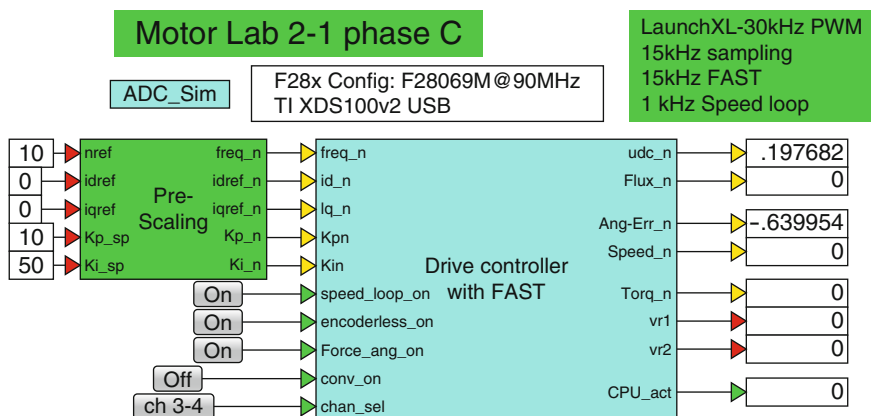 Motor Lab 2-1 phase C
LaunchXL-30kHz PWM
15kHz sampling
15kHz FAST
1 kHz Speed loop
ADC_Sim
F28x Config: F28069M@90MHz
TI XDS100v2 USB
10
0
0
10
50
nref
idref
iqref
Kp_sp
Ki_sp
Pre-
Scaling
freq_n
idref_n
iqref_n
Kp_n
Ki_n
On
On
On
Off
ch 3-4
freq_n
id_n
Iq_n
Kpn
Kin
speed_loop_on
encoderless_on
Force_ang_on
conv_on
chan_sel
Drive controller
with FAST
udc_n
Flux_n
Ang-Err_n
Speed_n
Torq_n
vr1
vr2
CPU_act
.197682
0
-.639954
0
0
0
0
0